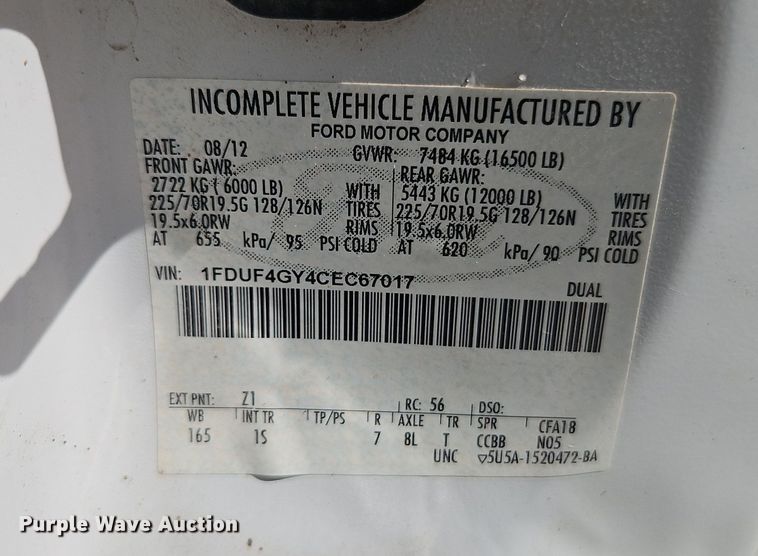 INCOMPLETE VEHICLE MANUFACTURED BY
FORD MOTOR COMPANY
DATE: 08/12 GVWR: 7484 KG (16500 LB)
FRONT GAWR: REAR GAWR:
2722 KG ( 6000 LB) WITH 5443 KG (12000 LB) WITH
225/70R19.5G 128/126N TIRES 225/70R19.5G 128/126N TIRES
19.5x6.0RW RIMS 19.5x6.0RW RIMS
AT 655 kPa/ 95 PSI COLD AT 620 kPa/ 90 PSI COLD
VIN: 1FDUF4GY4CEC67017
DUAL
EXT PNT: Z1 RC: 56 DSO:
WB INT TR TP/PS R AXLE TR SPR CFA18
165 1S 7 8L T CCBB N05
UNC ▽5U5A-1520472-BA
Purple Wave Auction